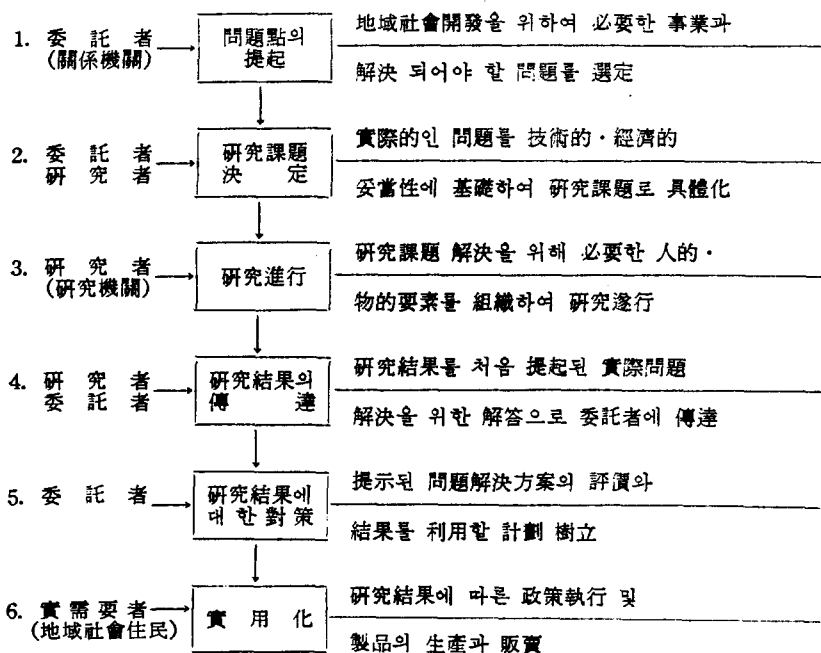 1. 委託者
(關係機關)
問題點의
提起
地域社會開發을 위하여 必要한 事業과
解決 되어야 할 問題를 選定
2. 委託者
研究者
研究課題
決定
實際的인 問題를 技術的·經濟的
妥當性에 基礎하여 研究課題로 具體化
3. 研究者
(研究機關)
研究進行
研究課題 解決을 위해 必要한 人的·
物的要素를 組織하여 研究遂行
4. 研究者
委託者
研究結果의
傳達
研究結果를 처음 提起된 實際問題
解決을 위한 解答으로 委託者에 傳達
5. 委託者
研究結果에
대한 對策
提示된 問題解決方案의 評價와
結果를 利用할 計劃 樹立
6. 實需要者
(地域社會住民)
實用化
研究結果에 따른 政策執行 및
製品의 生產과 販賣